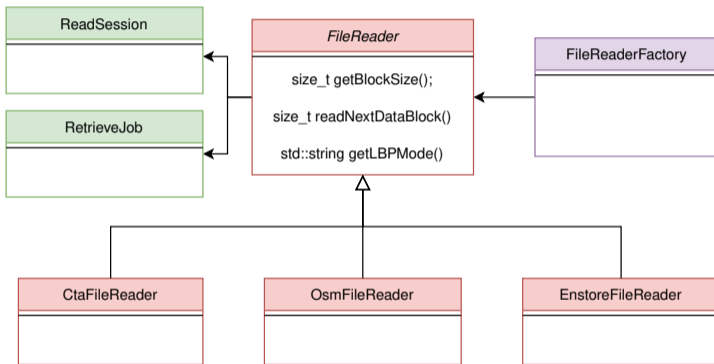 ReadSession
FileReader
FileReaderFactory
size_t getBlockSize();
size_t readNextDataBlock()
std::string getLBPMode()
RetrieveJob
CtaFileReader
OsmFileReader
EnstoreFileReader